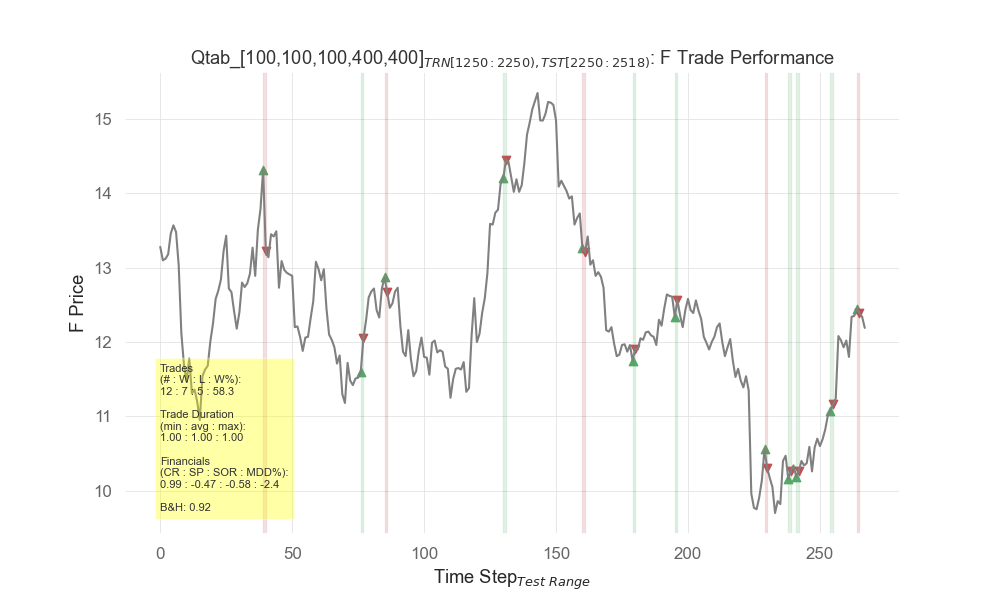 Qtab_[100,100,100,400,400]TRN[1250:2250),TST[2250:2518): F Trade Performance
15
14
13
12
11
10
F Price
Trades
(# : W : L : W%):
12 : 7 : 5 : 58.3
Trade Duration
(min : avg : max):
1.00 : 1.00 : 1.00
Financials
(CR : SP : SOR : MDD%):
0.99 : -0.47 : -0.58 : -2.4
B&H: 0.92
0 50 100 150 200 250
Time StepTest Range